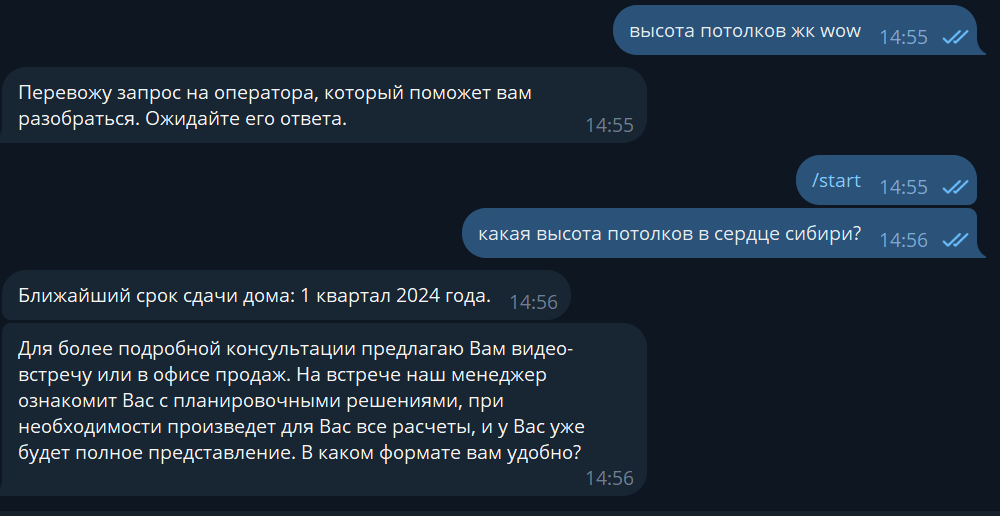 высота потолков жк wow 14:55
Перевожу запрос на оператора, который поможет вам
разобраться. Ожидайте его ответа.
14:55
/start 14:55
какая высота потолков в сердце сибири? 14:56
Ближайший срок сдачи дома: 1 квартал 2024 года. 14:56
Для более подробной консультации предлагаю Вам видео-
встречу или в офисе продаж. На встрече наш менеджер
ознакомит Вас с планировочными решениями, при
необходимости произведет для Вас все расчеты, и у Вас уже
будет полное представление. В каком формате вам удобно?
14:56